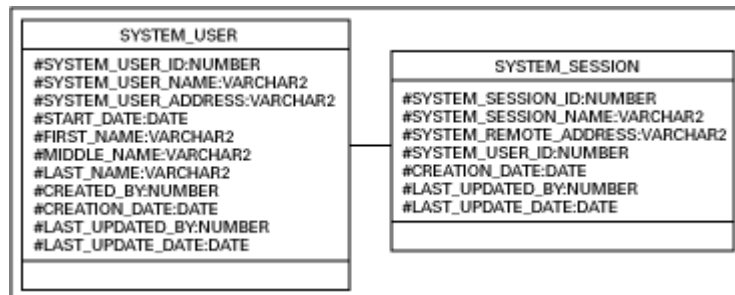 SYSTEM_USER
#SYSTEM_USER_ID:NUMBER
#SYSTEM_USER_NAME:VARCHAR2
#SYSTEM_USER_ADDRESS:VARCHAR2
#START_DATE:DATE
#FIRST_NAME:VARCHAR2
#MIDDLE_NAME:VARCHAR2
#LAST_NAME:VARCHAR2
#CREATED_BY:NUMBER
#CREATION_DATE:DATE
#LAST_UPDATED_BY:NUMBER
#LAST_UPDATE_DATE:DATE
SYSTEM_SESSION
#SYSTEM_SESSION_ID:NUMBER
#SYSTEM_SESSION_NAME:VARCHAR2
#SYSTEM_REMOTE_ADDRESS:VARCHAR2
#SYSTEM_USER_ID:NUMBER
#CREATION_DATE:DATE
#LAST_UPDATED_BY:NUMBER
#LAST_UPDATE_DATE:DATE